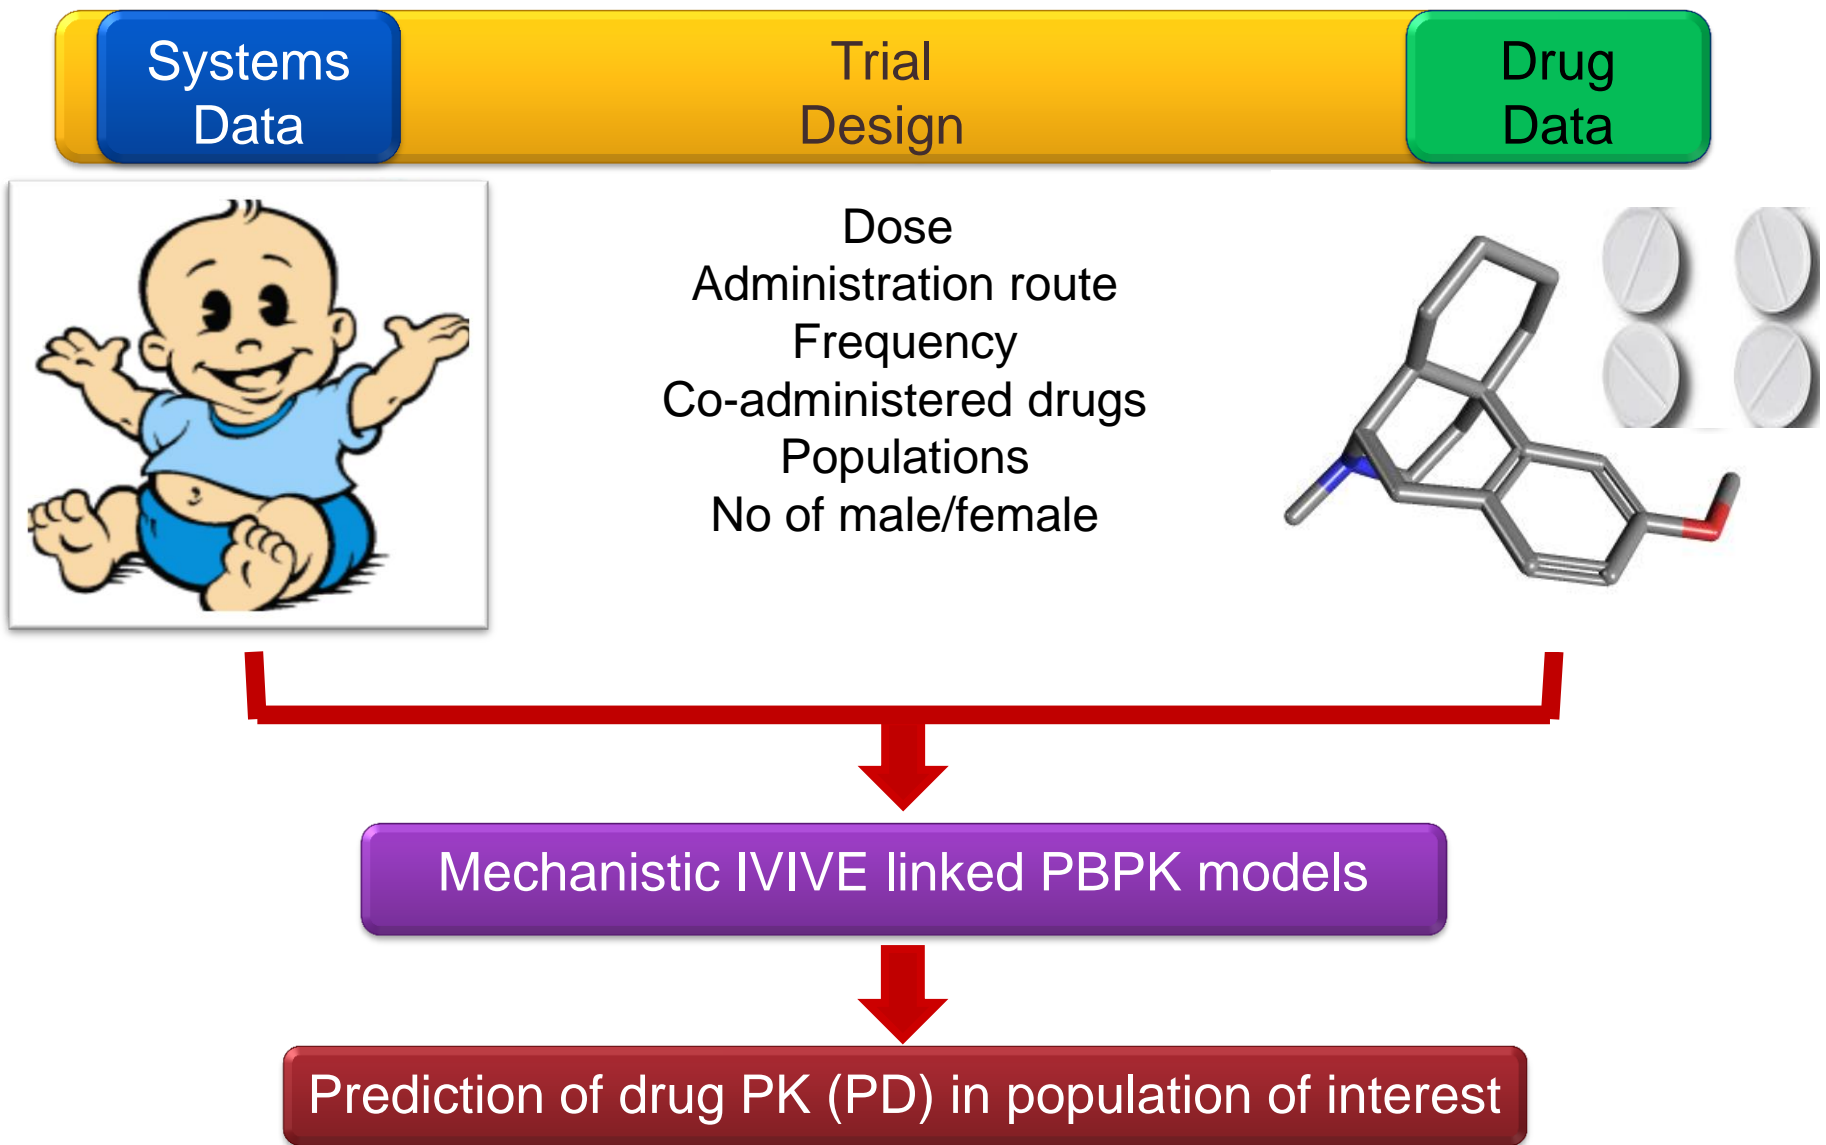 Systems
Data
Trial
Design
Drug
Data
Dose
Administration route
Frequency
Co-administered drugs
Populations
No of male/female
Mechanistic IVIVE linked PBPK models
Prediction of drug PK (PD) in population of interest